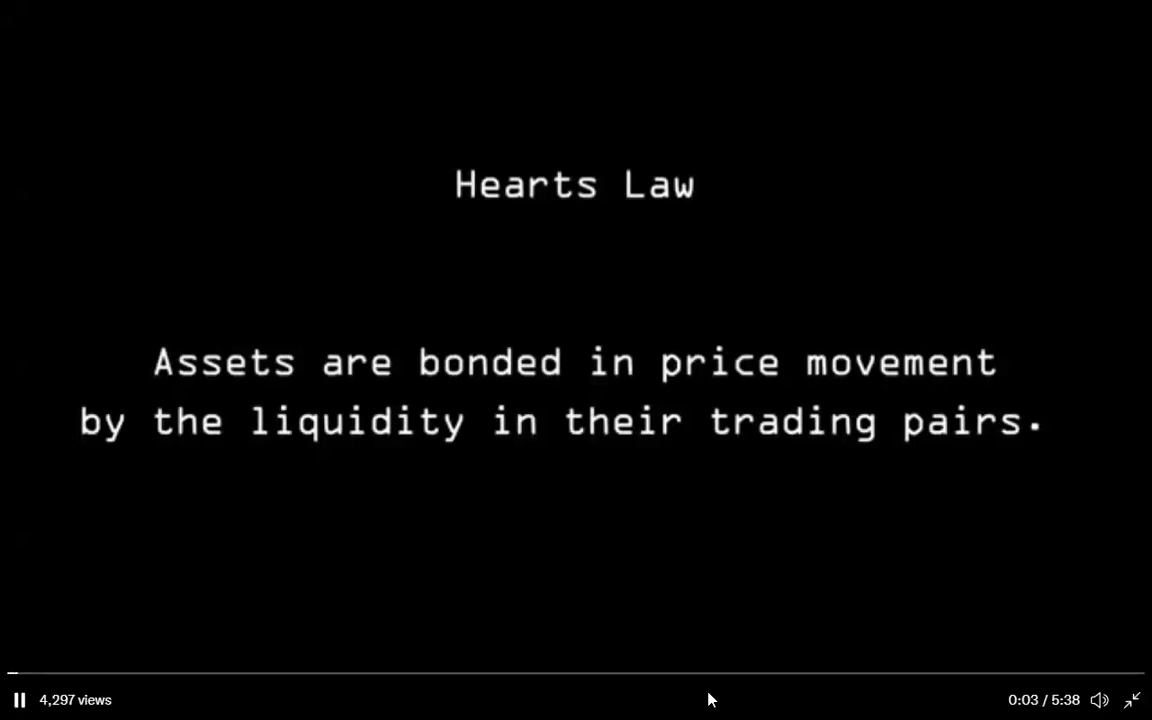 Hearts Law
Assets are bonded in price movement
by the liquidity in their trading pairs.
4,297 views
0:03 / 5:38